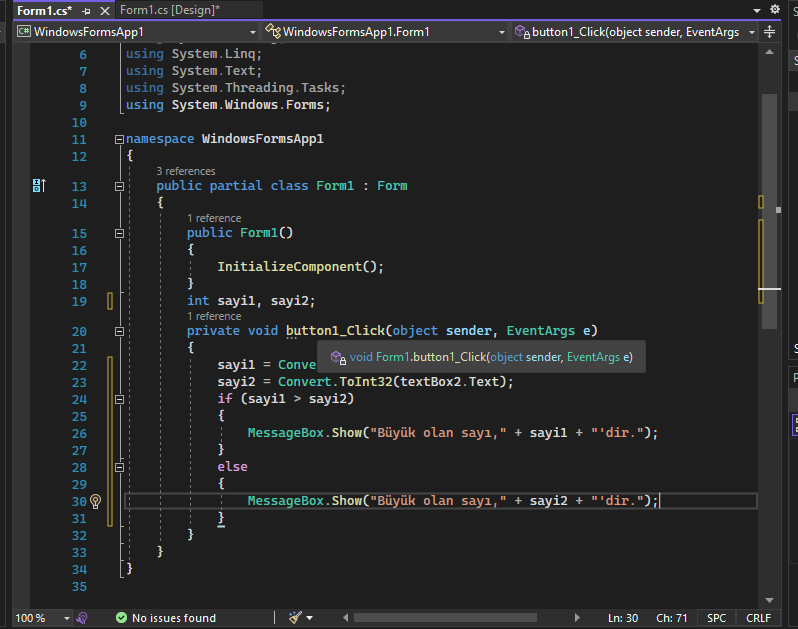 Form1.cs*
Form1.cs [Design]*
C# WindowsFormsApp1
WindowsFormsApp1.Form1
button1_Click(object sender, EventArgs
6 using System.Linq;
7 using System.Text;
8 using System.Threading.Tasks;
9 using System.Windows.Forms;
10
11 namespace WindowsFormsApp1
12 {
3 references
13 public partial class Form1 : Form
14 {
1 reference
15 public Form1()
16 {
17 InitializeComponent();
18 }
19 int sayi1, sayi2;
1 reference
20 private void button1_Click(object sender, EventArgs e)
21 {
void Form1.button1_Click(object sender, EventArgs e)
22 sayi1 = Conve
23 sayi2 = Convert.ToInt32(textBox2.Text);
24 if (sayi1 > sayi2)
25 {
26 MessageBox.Show("Büyük olan sayı," + sayi1 + "'dir.");
27 }
28 else
29 {
30 MessageBox.Show("Büyük olan sayı," + sayi2 + "'dir.");
31 }
32 }
33 }
34 }
35
100 %
No issues found
Ln: 30
Ch: 71
SPC
CRLF